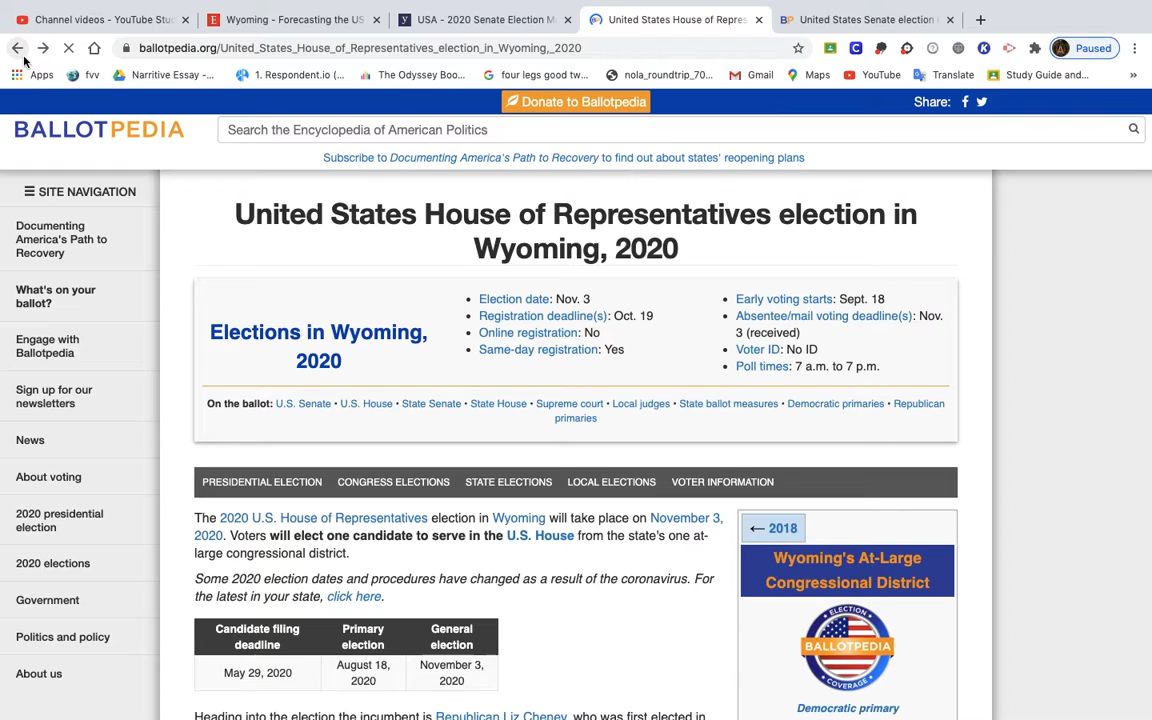 Channel videos - YouTube Stu
Wyoming - Forecasting the US
USA - 2020 Senate Election M
United States House of Repres
United States Senate election i
ballotpedia.org/United_States_House_of_Representatives_election_in_Wyoming,_2020
Paused
Apps
fvv
Narritive Essay -...
1. Respondent.io (...
The Odyssey Boo...
four legs good tw...
nola_roundtrip_70...
Gmail
Maps
YouTube
Translate
Study Guide and...
Donate to Ballotpedia
Share:
BALLOTPEDIA
Search the Encyclopedia of American Politics
Subscribe to Documenting America's Path to Recovery to find out about states' reopening plans
SITE NAVIGATION
Documenting
America's Path to
Recovery
What's on your
ballot?
Engage with
Ballotpedia
Sign up for our
newsletters
News
About voting
2020 presidential
election
2020 elections
Government
Politics and policy
About us
United States House of Representatives election in
Wyoming, 2020
Elections in Wyoming,
2020
Election date: Nov. 3
Registration deadline(s): Oct. 19
Online registration: No
Same-day registration: Yes
Early voting starts: Sept. 18
Absentee/mail voting deadline(s): Nov.
3 (received)
Voter ID: No ID
Poll times: 7 a.m. to 7 p.m.
On the ballot: U.S. Senate • U.S. House • State Senate • State House • Supreme court • Local judges • State ballot measures • Democratic primaries • Republican
primaries
PRESIDENTIAL ELECTION CONGRESS ELECTIONS STATE ELECTIONS LOCAL ELECTIONS VOTER INFORMATION
The 2020 U.S. House of Representatives election in Wyoming will take place on November 3,
2020. Voters will elect one candidate to serve in the U.S. House from the state's one at-
large congressional district.
Some 2020 election dates and procedures have changed as a result of the coronavirus. For
the latest in your state, click here.
Candidate filing
deadline
Primary
election
General
election
May 29, 2020
August 18,
2020
November 3,
2020
Heading into the election the incumbent is Republican Liz Cheney, who was first elected in
← 2018
Wyoming's At-Large
Congressional District
ELECTION
BALLOTPEDIA
COVERAGE
Democratic primary